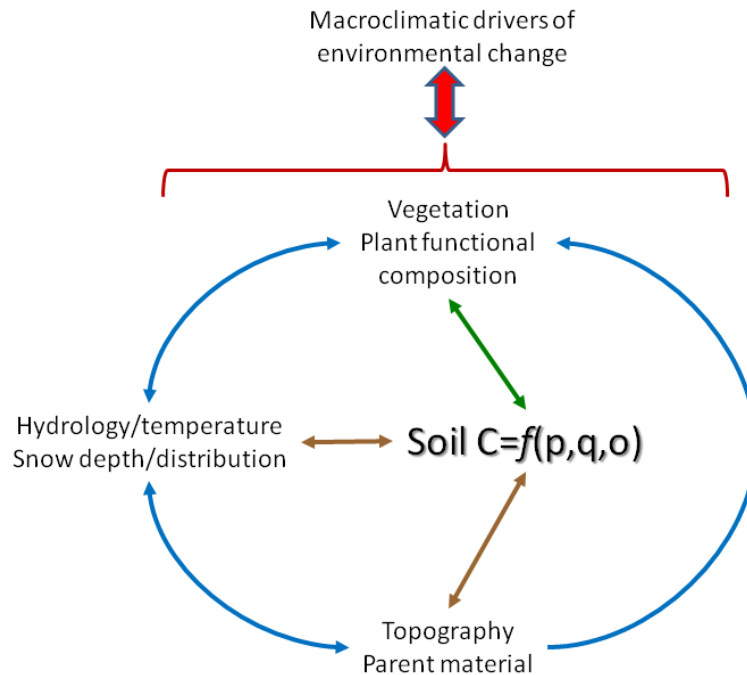 Macroclimatic drivers of
environmental change
Vegetation
Plant functional
composition
Hydrology/temperature
Snow depth/distribution
Soil C=f(p,q,o)
Topography
Parent material